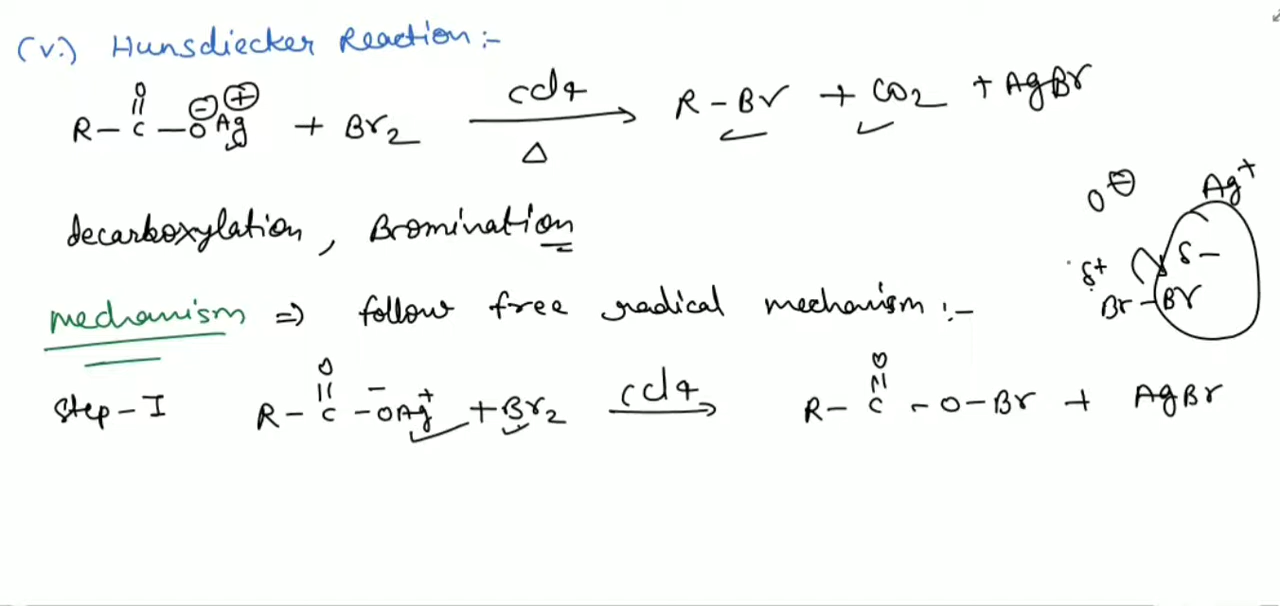 (v.) Hunsdiecker Reaction :-
O
||
R - C - O⊖ Ag⊕ + Br2 CCl4 Δ → R - Br + CO2 + AgBr
decarboxylation, Bromination
O⊖ Ag+
δ+ δ-
Br - Br
mechanism ⇒ follow free radical mechanism :-
O
||
Step - I R - C - O⁻Ag⁺ + Br2 CCl4 → R - C - O - Br + AgBr
O
||